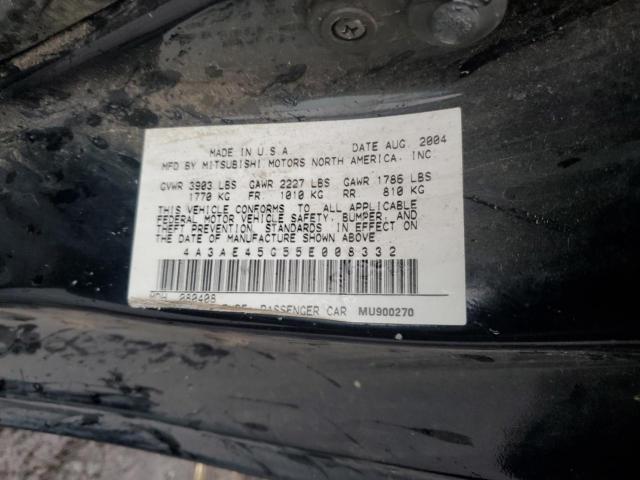 MADE IN U.S.A. DATE AUG. 2004
MFD BY MITSUBISHI MOTORS NORTH AMERICA, INC
GVWR 3903 LBS GAWR 2227 LBS GAWR 1786 LBS
1770 KG FR 1010 KG RR 810 KG
THIS VEHICLE CONFORMS TO ALL APPLICABLE
FEDERAL MOTOR VEHICLE SAFETY, BUMPER, AND
THEFT PREVENTION STANDARDS IN EFFECT ON
THE DATE OF MANUFACTURE SHOWN ABOVE
4A3AE45G55E008332
MDH 080408
PASSENGER CAR MU900270